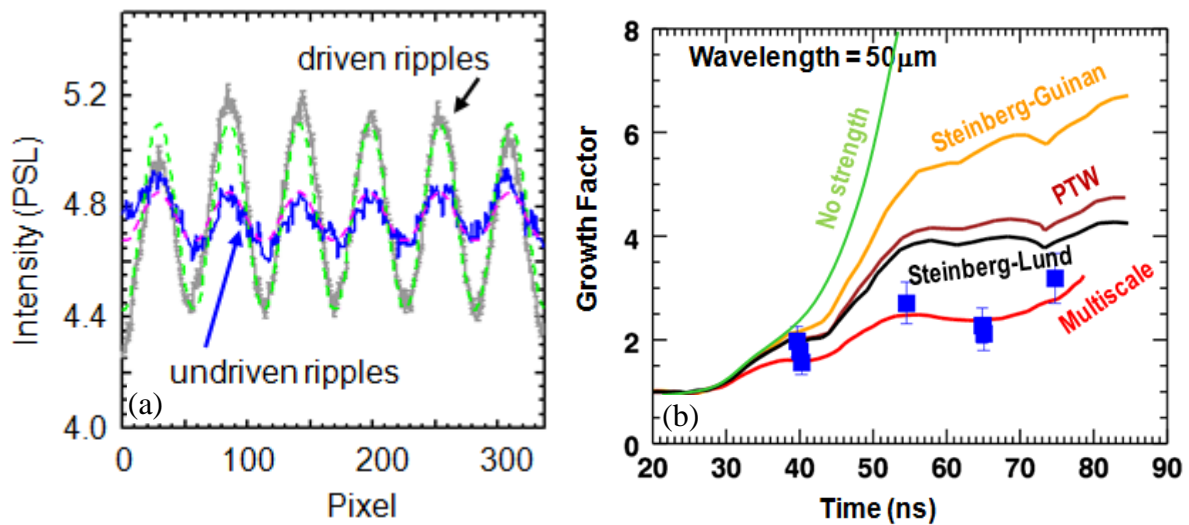 driven ripples
undriven ripples
(a)
Intensity (PSL)
5.2
4.8
4.4
4.0
0
100
200
300
Pixel
Wavelength = 50μm
No strength
Steinberg-Guinan
PTW
Steinberg-Lund
Multiscale
(b)
Growth Factor
8
6
4
2
0
20
30
40
50
60
70
80
90
Time (ns)